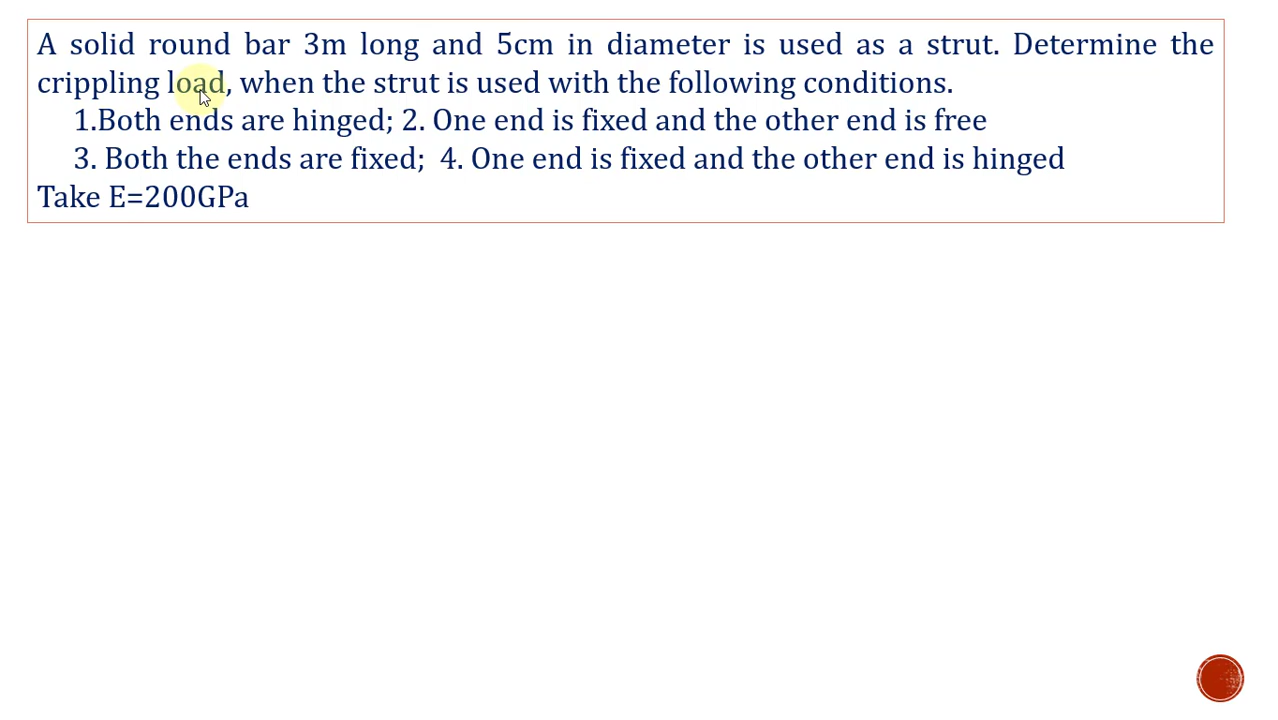 A solid round bar 3m long and 5cm in diameter is used as a strut. Determine the
crippling load, when the strut is used with the following conditions.
1.Both ends are hinged; 2. One end is fixed and the other end is free
3. Both the ends are fixed; 4. One end is fixed and the other end is hinged
Take E=200GPa